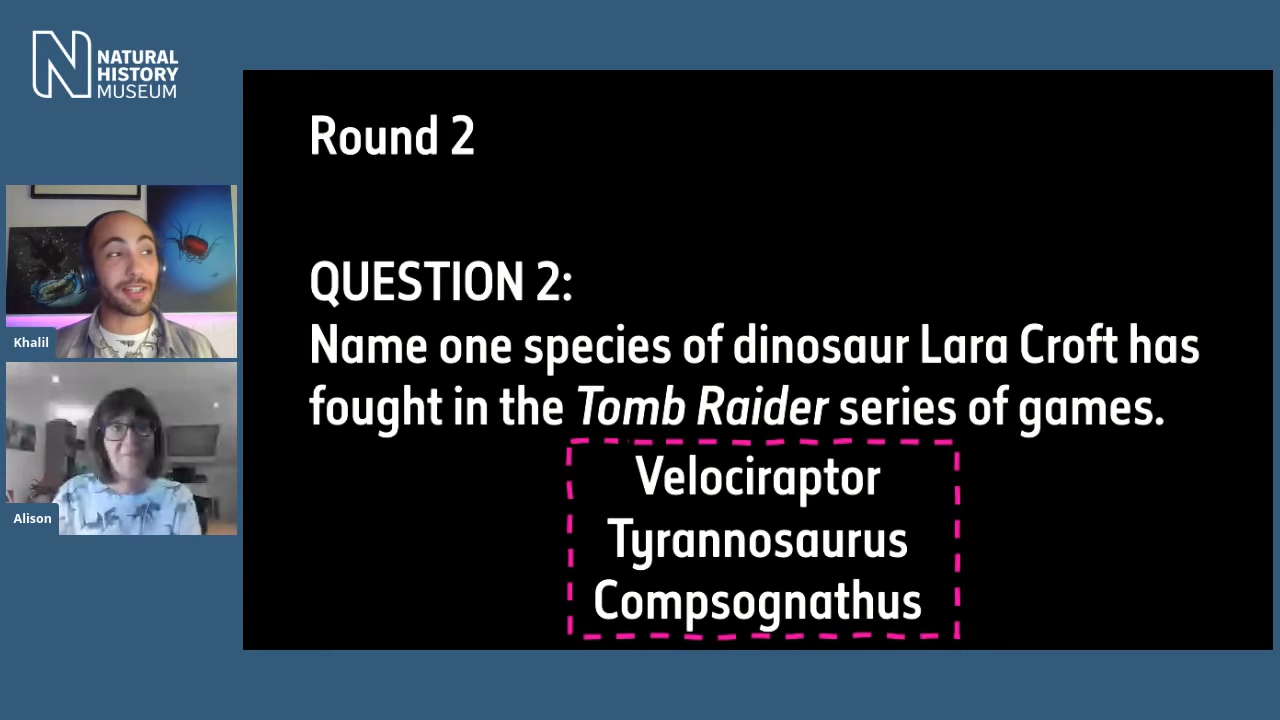 NATURAL
HISTORY
MUSEUM
Round 2
QUESTION 2:
Name one species of dinosaur Lara Croft has
fought in the Tomb Raider series of games.
Velociraptor
Tyrannosaurus
Compsognathus
Khalil
Alison